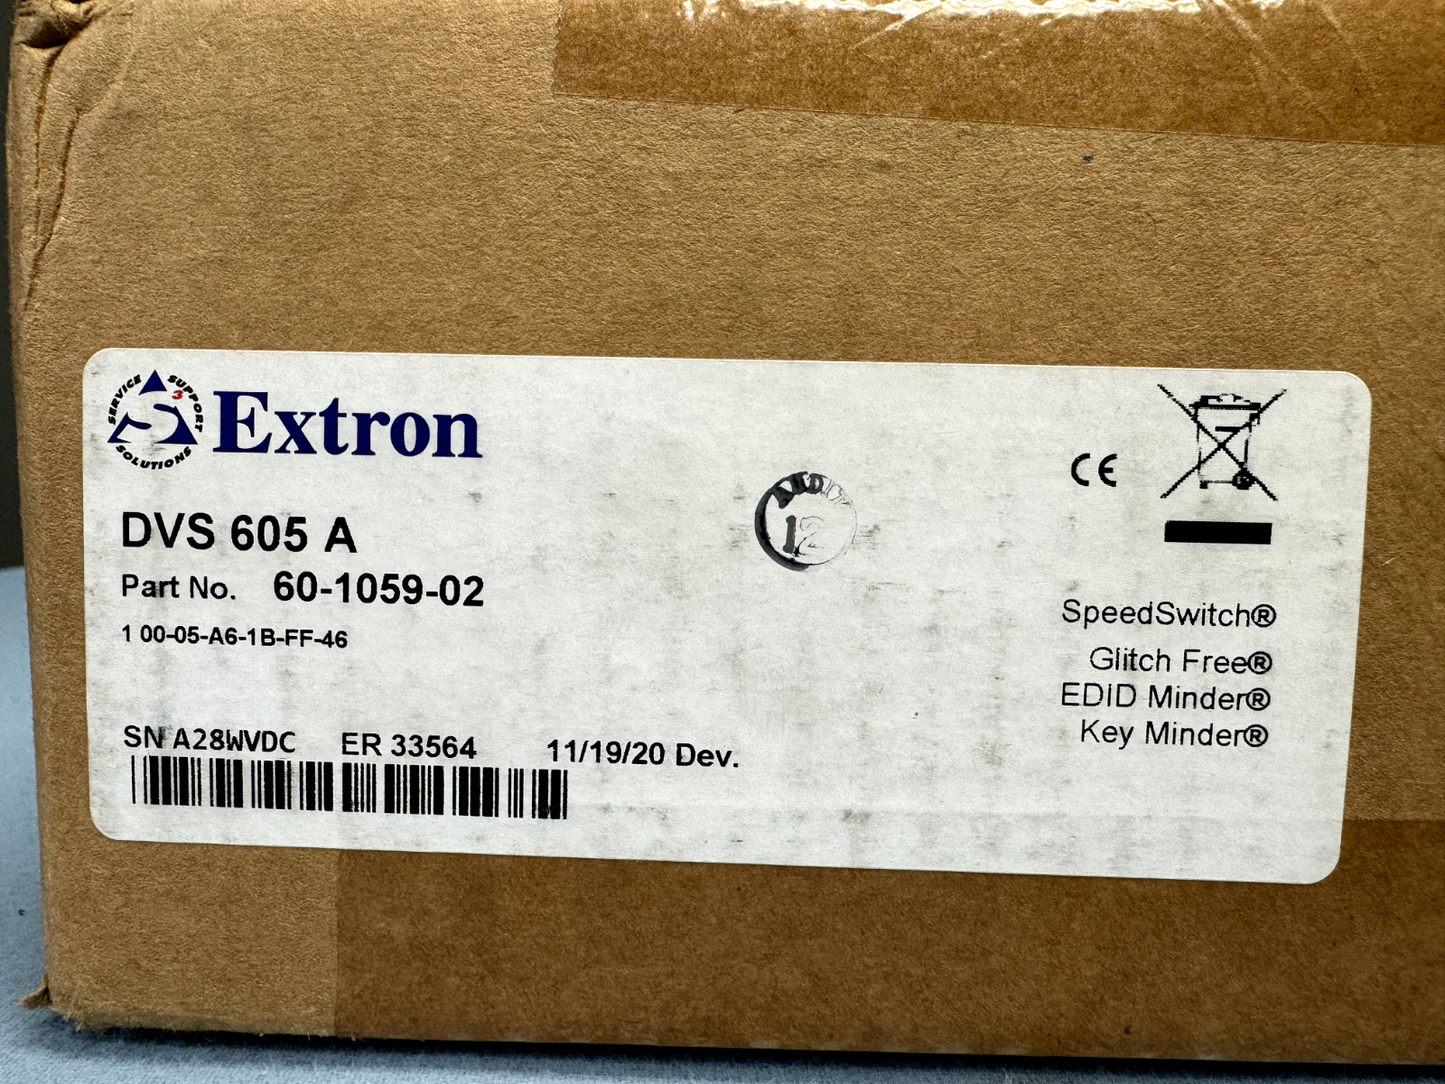 SERVICE SUPPORT SOLUTIONS
S3
Extron
CE
DVS 605 A
12
Part No. 60-1059-02
1 00-05-A6-1B-FF-46
SpeedSwitch®
Glitch Free®
EDID Minder®
Key Minder®
SN A28WVDC ER 33564 11/19/20 Dev.